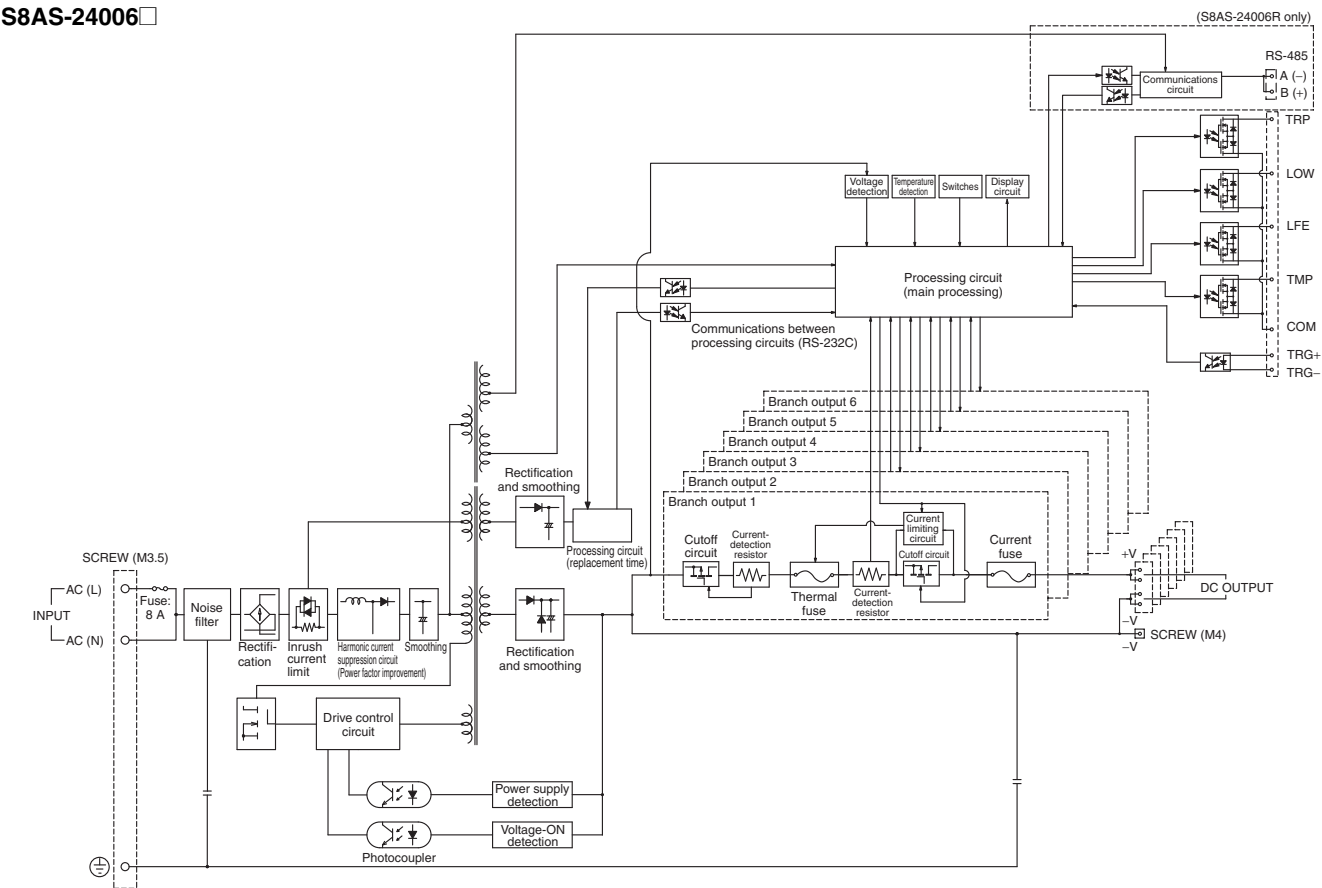 S8AS-24006□
(S8AS-24006R only)
RS-485
A (−)
B (+)
Communications
circuit
TRP
LOW
LFE
TMP
COM
TRG+
TRG−
Voltage
detection
Temperature
detection
Switches
Display
circuit
Processing circuit
(main processing)
Communications between
processing circuits (RS-232C)
Branch output 6
Branch output 5
Branch output 4
Branch output 3
Branch output 2
Branch output 1
Rectification
and smoothing
Processing circuit
(replacement time)
Cutoff
circuit
Current-
detection
resistor
Thermal
fuse
Current
limiting
circuit
Cutoff circuit
Current-
detection
resistor
Current
fuse
+V
DC OUTPUT
−V
SCREW (M4)
−V
SCREW (M3.5)
INPUT
AC (L)
AC (N)
Fuse:
8 A
Noise
filter
Rectifi-
cation
Inrush
current
limit
Harmonic current
suppression circuit
(Power factor improvement)
Smoothing
Rectification
and smoothing
Drive control
circuit
Power supply
detection
Voltage-ON
detection
Photocoupler